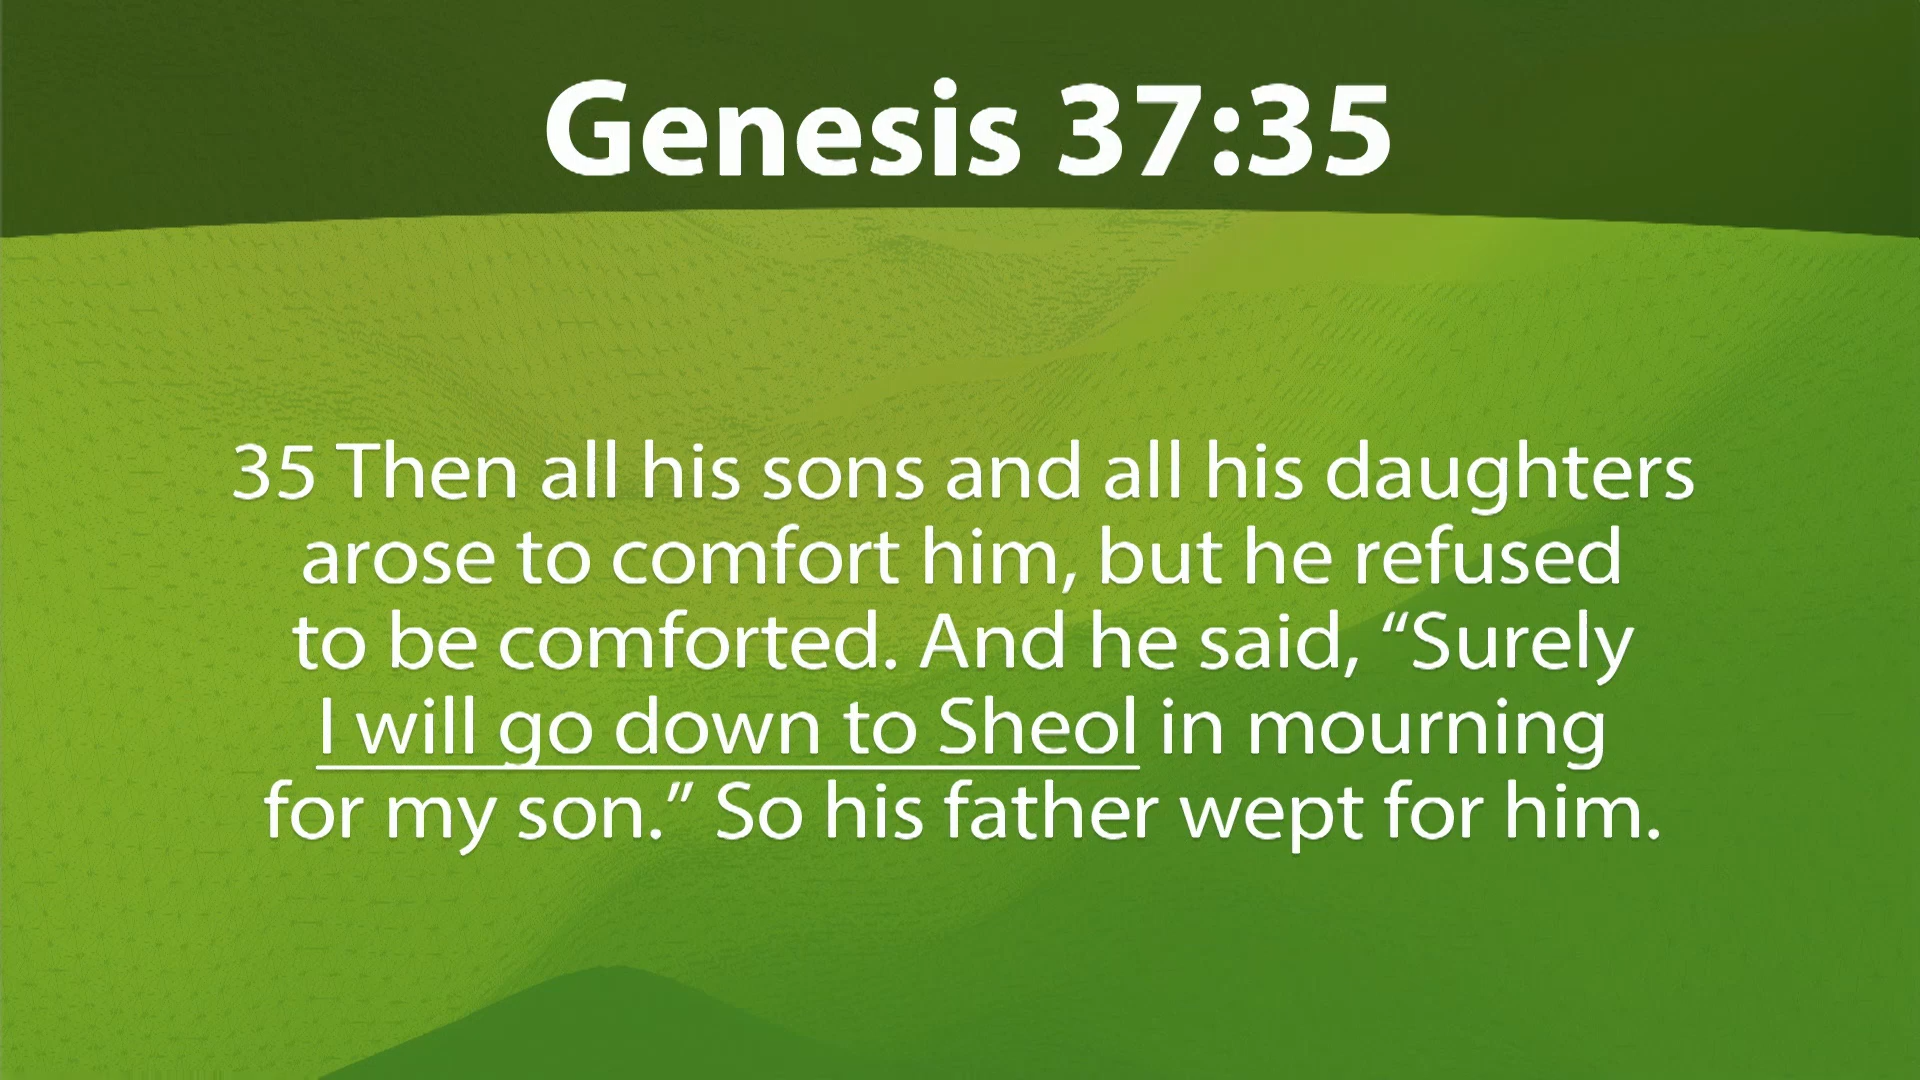 Genesis 37:35
35 Then all his sons and all his daughters
arose to comfort him, but he refused
to be comforted. And he said, “Surely
I will go down to Sheol in mourning
for my son.” So his father wept for him.